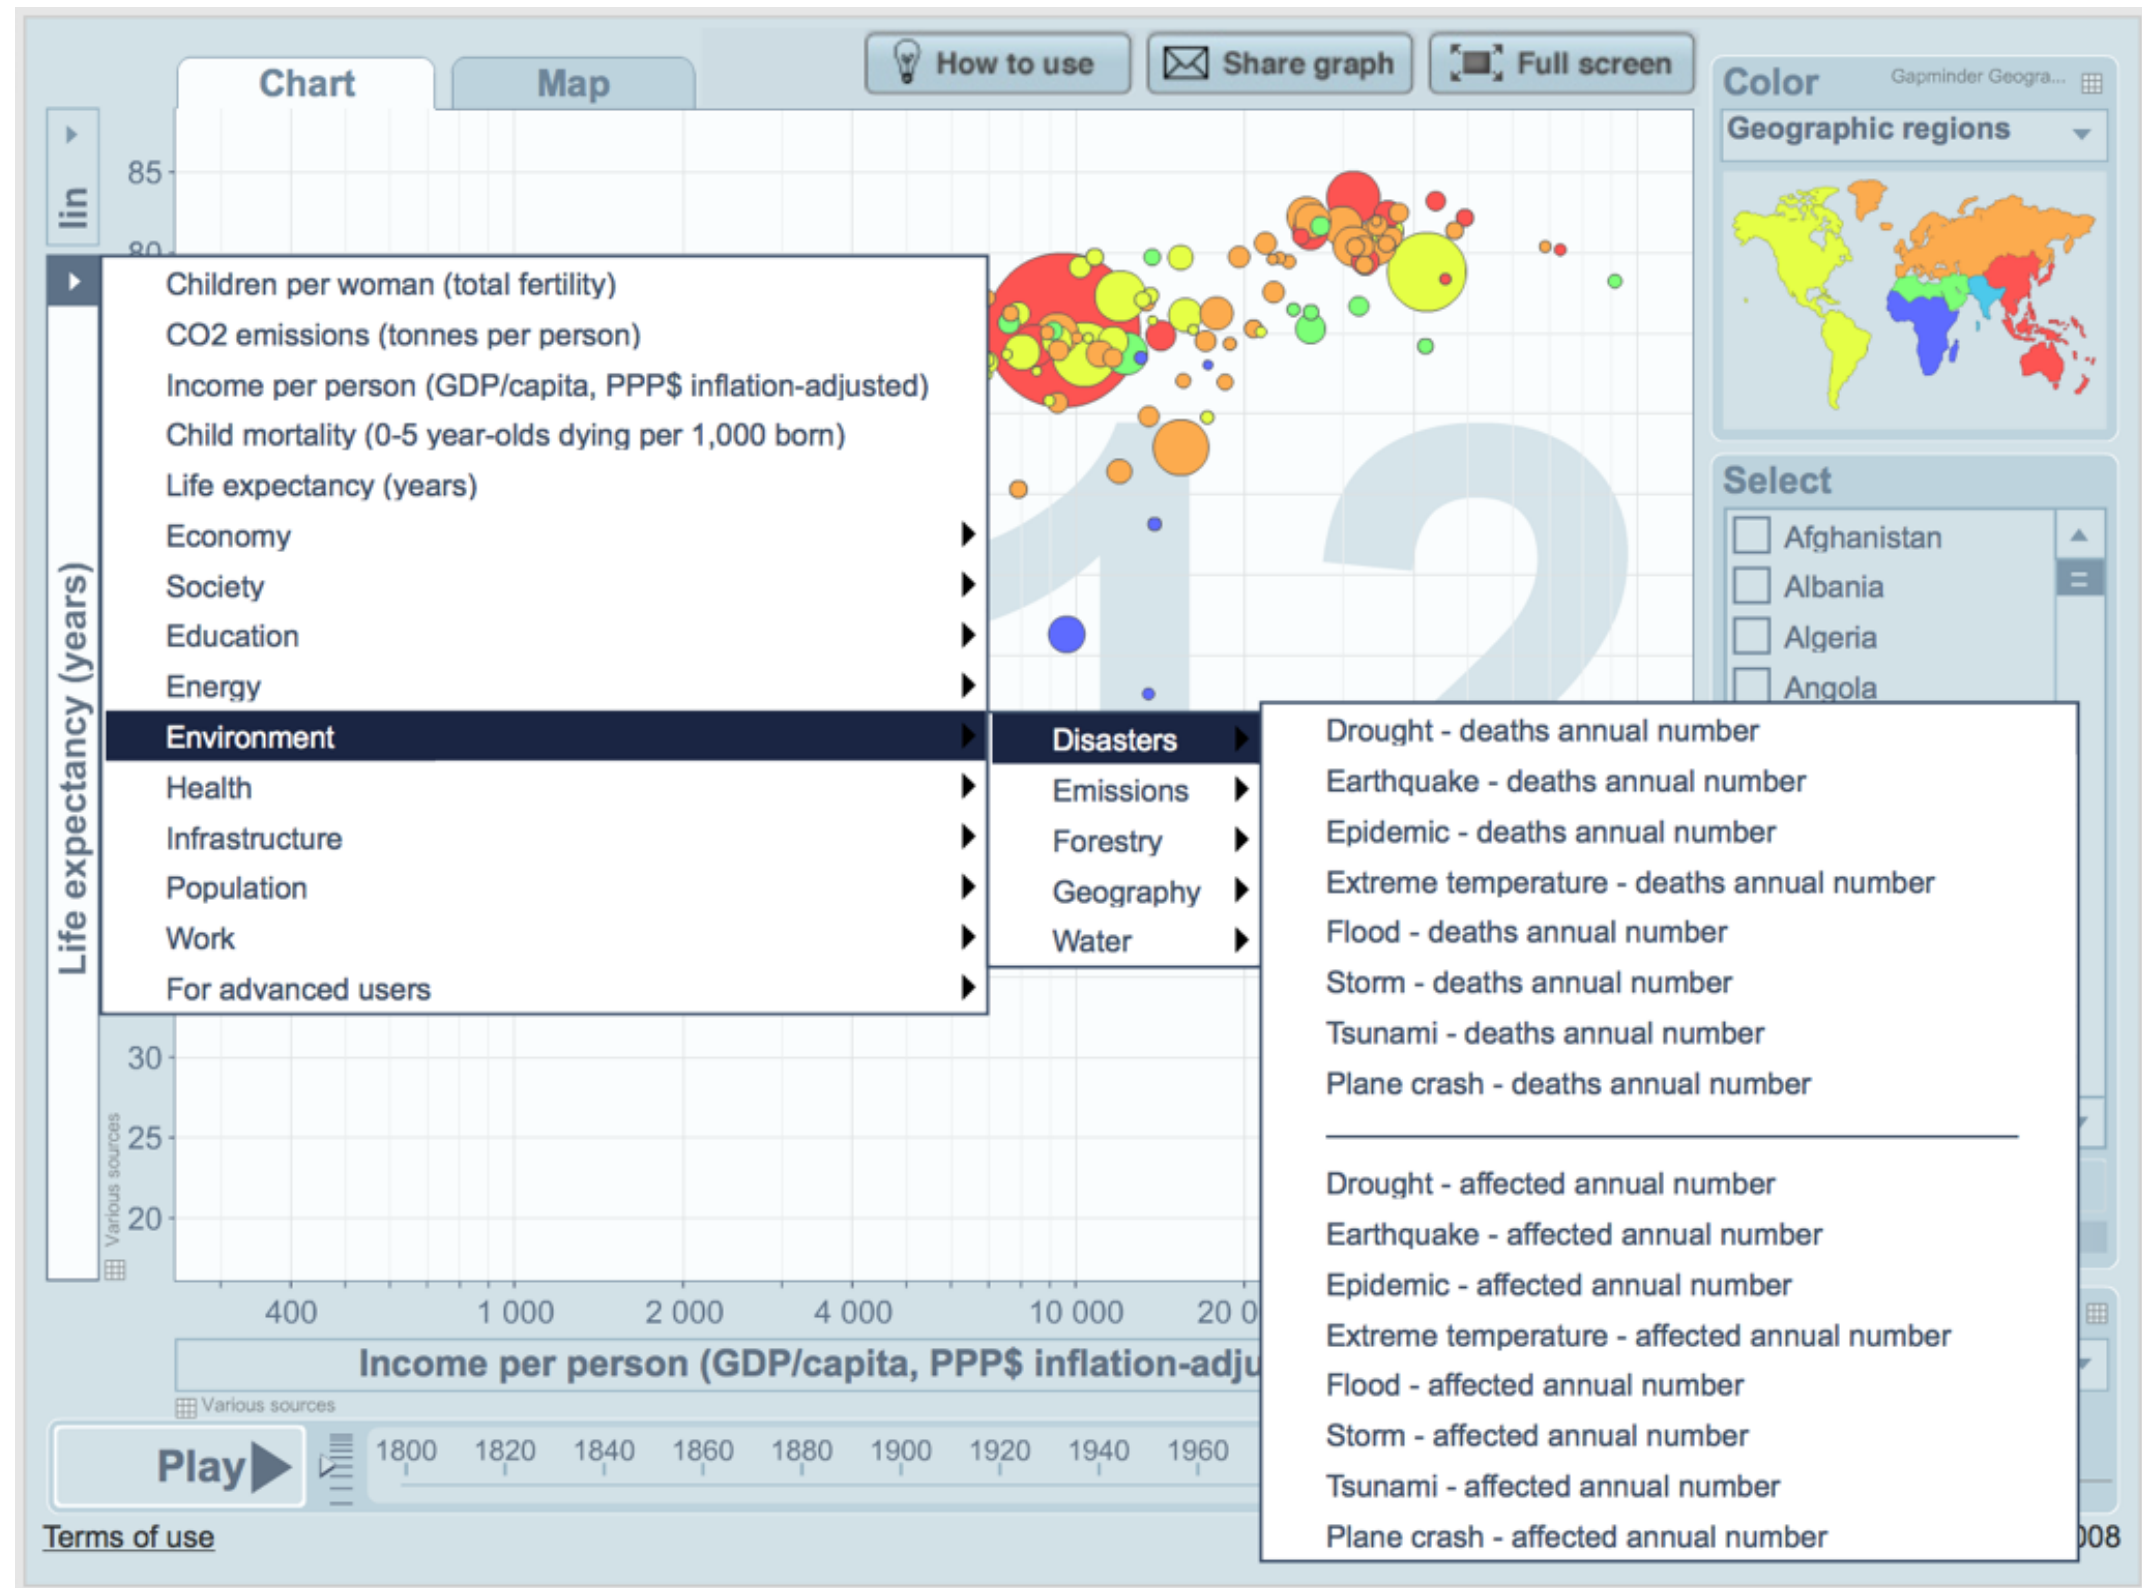 Chart
Map
How to use
Share graph
Full screen
Color
Gapminder Geogra...
Geographic regions
lin
85
80
Life expectancy (years)
Children per woman (total fertility)
CO2 emissions (tonnes per person)
Income per person (GDP/capita, PPP$ inflation-adjusted)
Child mortality (0-5 year-olds dying per 1,000 born)
Life expectancy (years)
Economy
Society
Education
Energy
Environment
Health
Infrastructure
Population
Work
For advanced users
Disasters
Emissions
Forestry
Geography
Water
Drought - deaths annual number
Earthquake - deaths annual number
Epidemic - deaths annual number
Extreme temperature - deaths annual number
Flood - deaths annual number
Storm - deaths annual number
Tsunami - deaths annual number
Plane crash - deaths annual number
Drought - affected annual number
Earthquake - affected annual number
Epidemic - affected annual number
Extreme temperature - affected annual number
Flood - affected annual number
Storm - affected annual number
Tsunami - affected annual number
Plane crash - affected annual number
12
Select
Afghanistan
Albania
Algeria
Angola
30
25
20
Various sources
400 1 000 2 000 4 000 10 000 20 0
Income per person (GDP/capita, PPP$ inflation-adju
Various sources
Play
1800 1820 1840 1860 1880 1900 1920 1940 1960
Terms of use
008